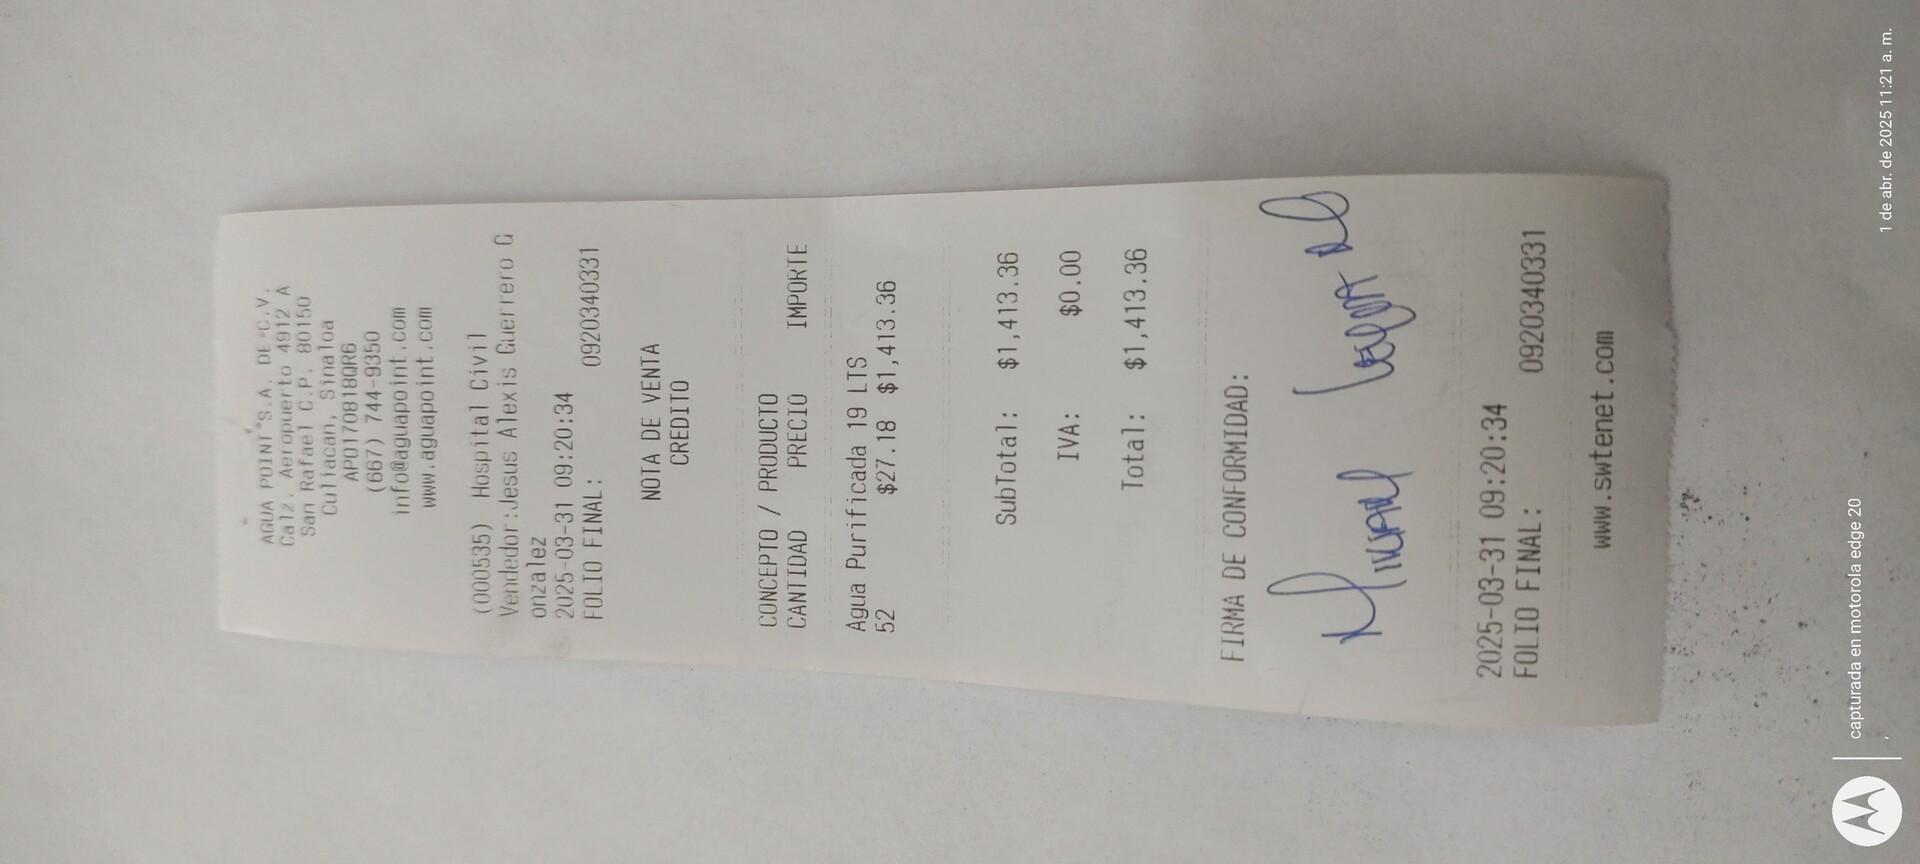 AGUA POINT S.A. DE C.V.
Calz. Aeropuerto 4912 A
San Rafael C.P. 80150
Culiacan, Sinaloa
APO170818QR6
(667) 744-9350
info@aguapoint.com
www.aguapoint.com
(000535) Hospital Civil
Vendedor:Jesus Alexis Guerrero G
onzalez
2025-03-31 09:20:34
FOLIO FINAL: 0920340331
NOTA DE VENTA
CREDITO
CONCEPTO / PRODUCTO
CANTIDAD PRECIO IMPORTE
Agua Purificada 19 LTS
52 $27.18 $1,413.36
SubTotal: $1,413.36
IVA: $0.00
Total: $1,413.36
FIRMA DE CONFORMIDAD:
2025-03-31 09:20:34
FOLIO FINAL: 0920340331
www.swtenet.com
capturada en motorola edge 20
,
1 de abr. de 2025 11:21 a. m.